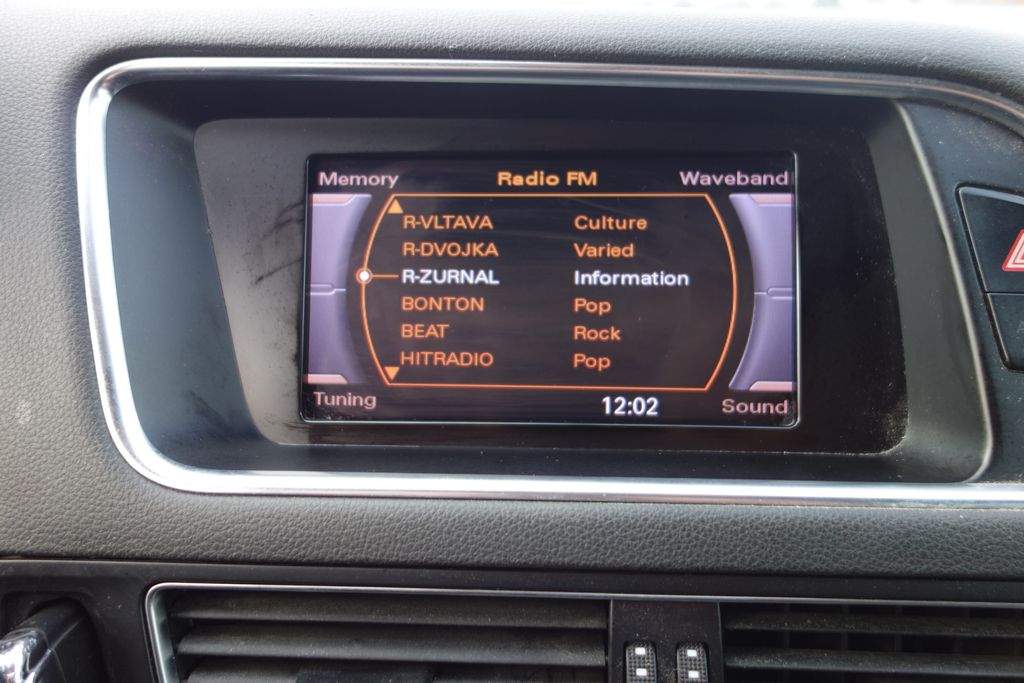 Memory Radio FM Waveband
R-VLTAVA Culture
R-DVOJKA Varied
R-ZURNAL Information
BONTON Pop
BEAT Rock
HITRADIO Pop
Tuning 12:02 Sound